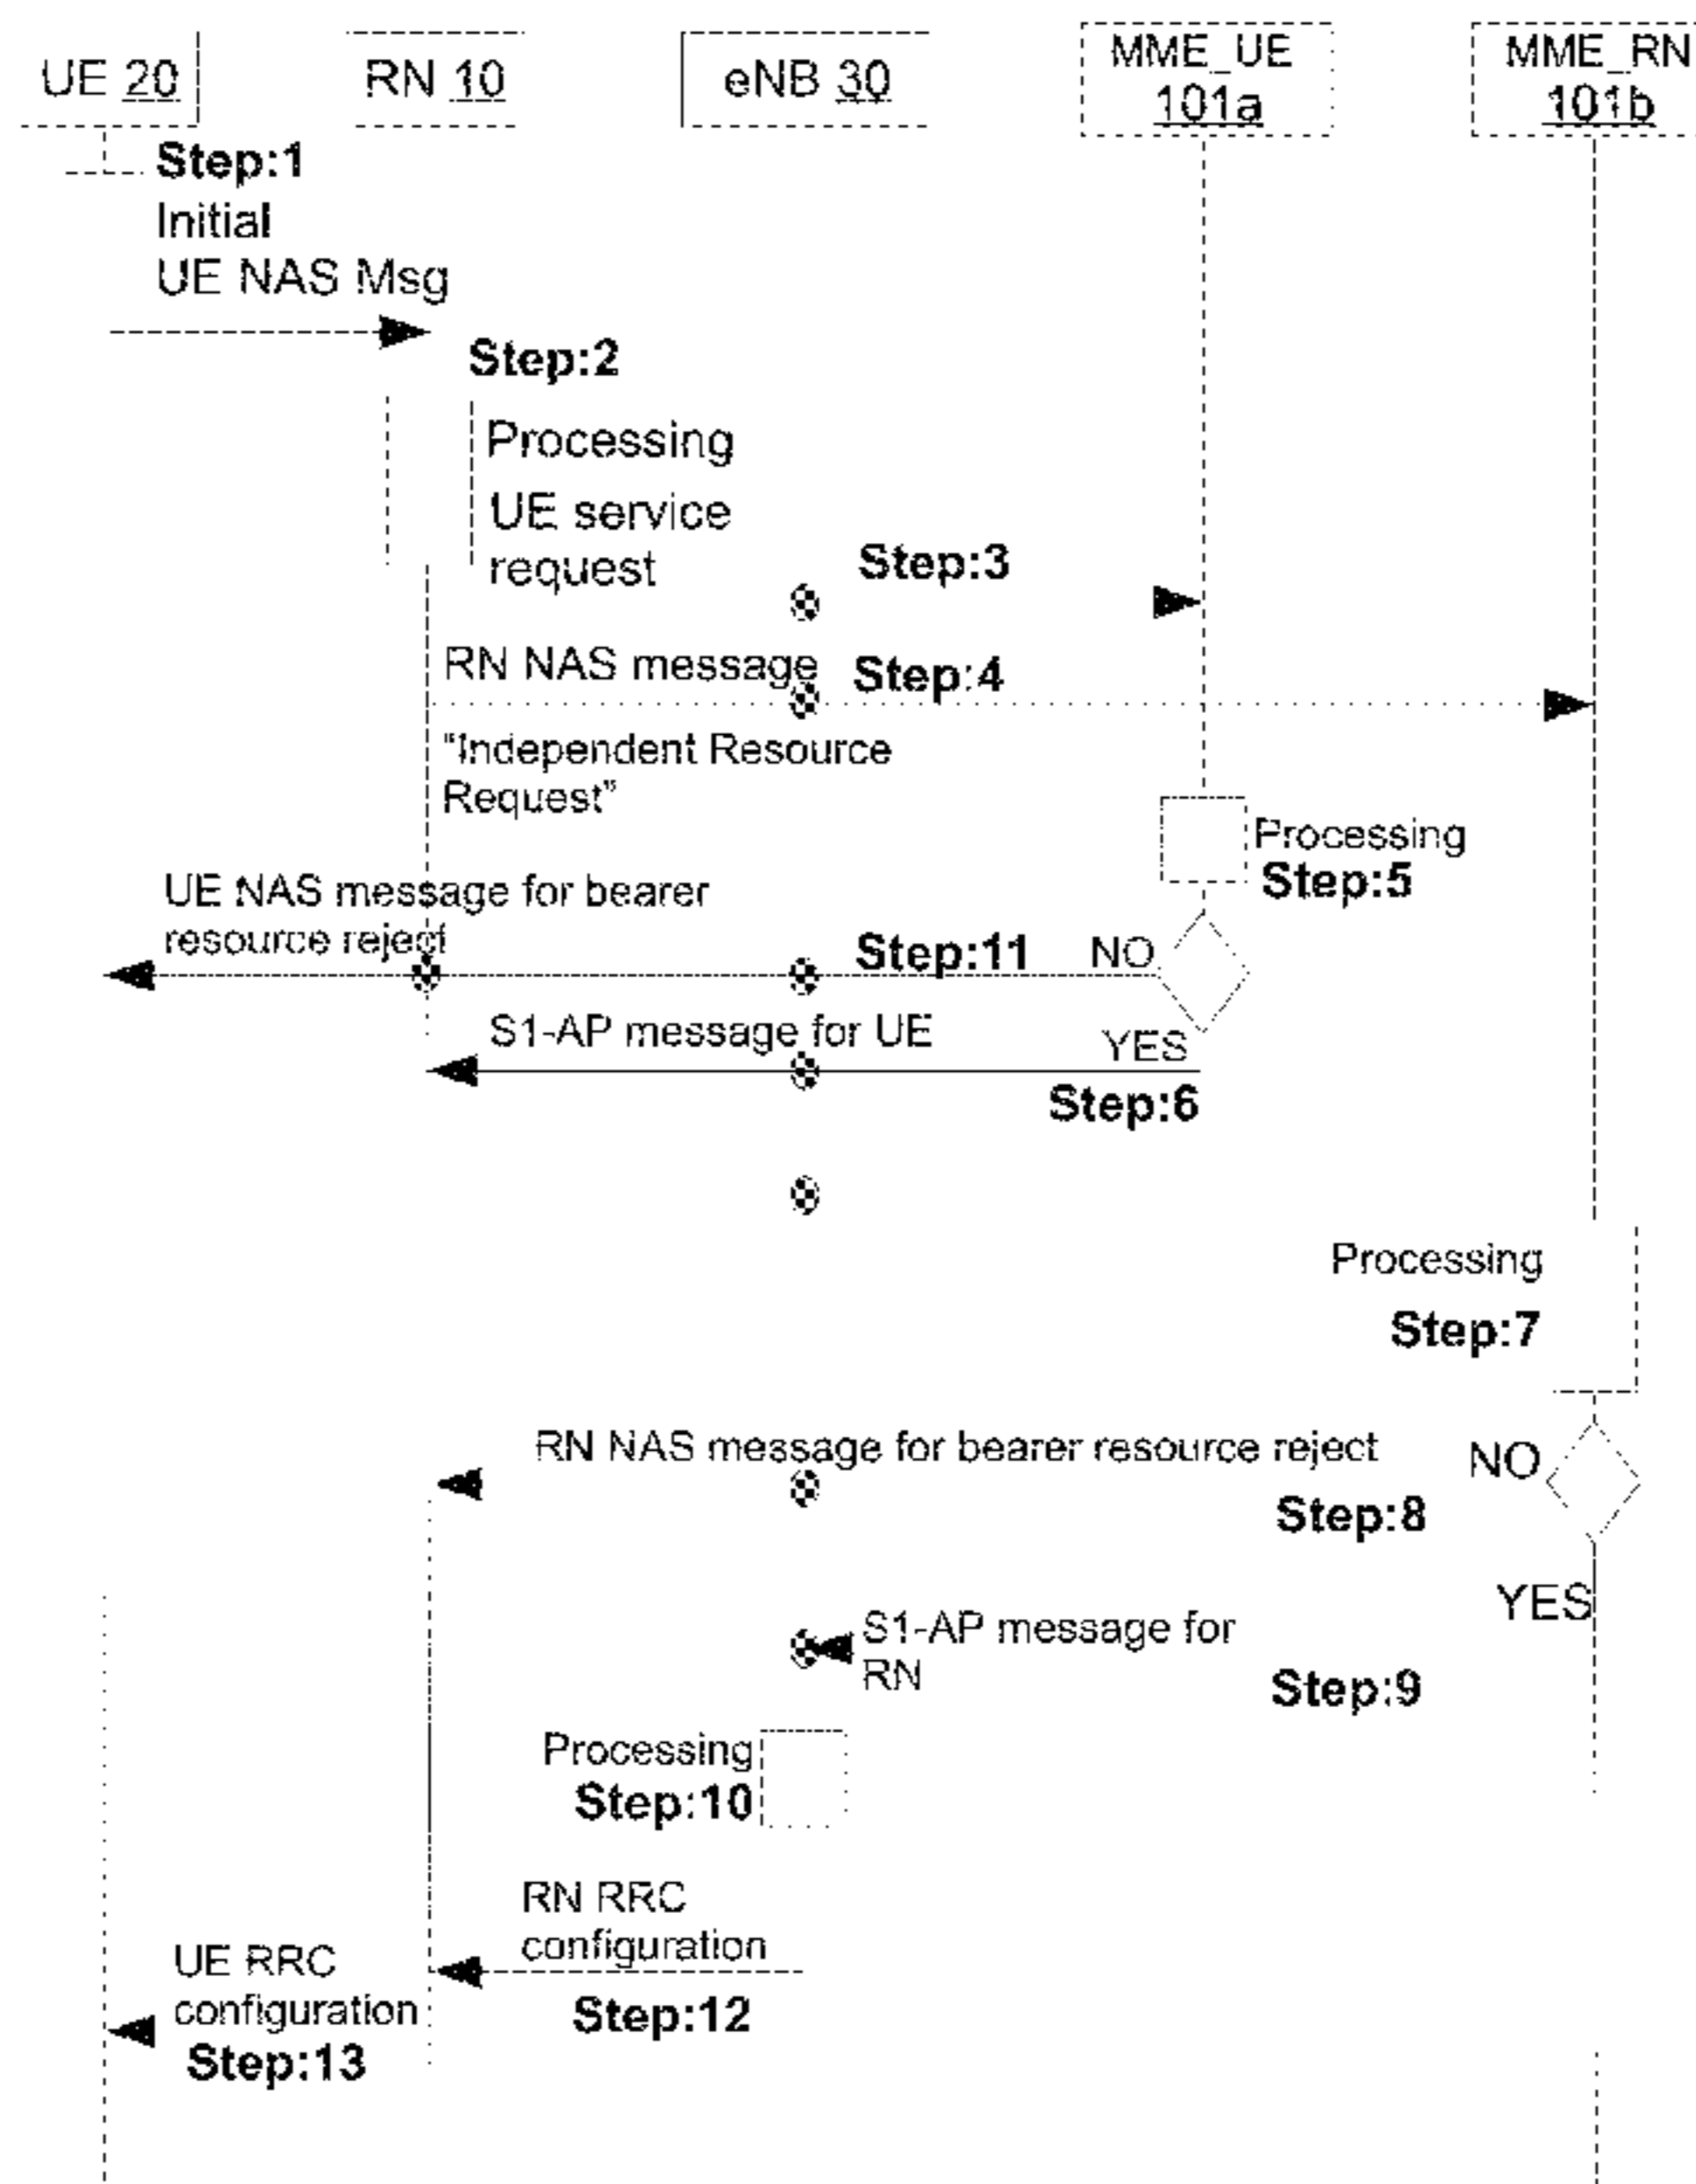 UE 20
RN 10
eNB 30
MME_UE
101a
MME_RN
101b
Step:1
Initial
UE NAS Msg
Step:2
Processing
UE service
request
Step:3
RN NAS message
Step:4
"Independent Resource
Request"
Processing
Step:5
UE NAS message for bearer
resource reject
Step:11
NO
S1-AP message for UE
YES
Step:6
Processing
Step:7
RN NAS message for bearer resource reject
NO
Step:8
YES
S1-AP message for
RN
Step:9
Processing
Step:10
RN RRC
configuration
Step:12
UE RRC
configuration
Step:13